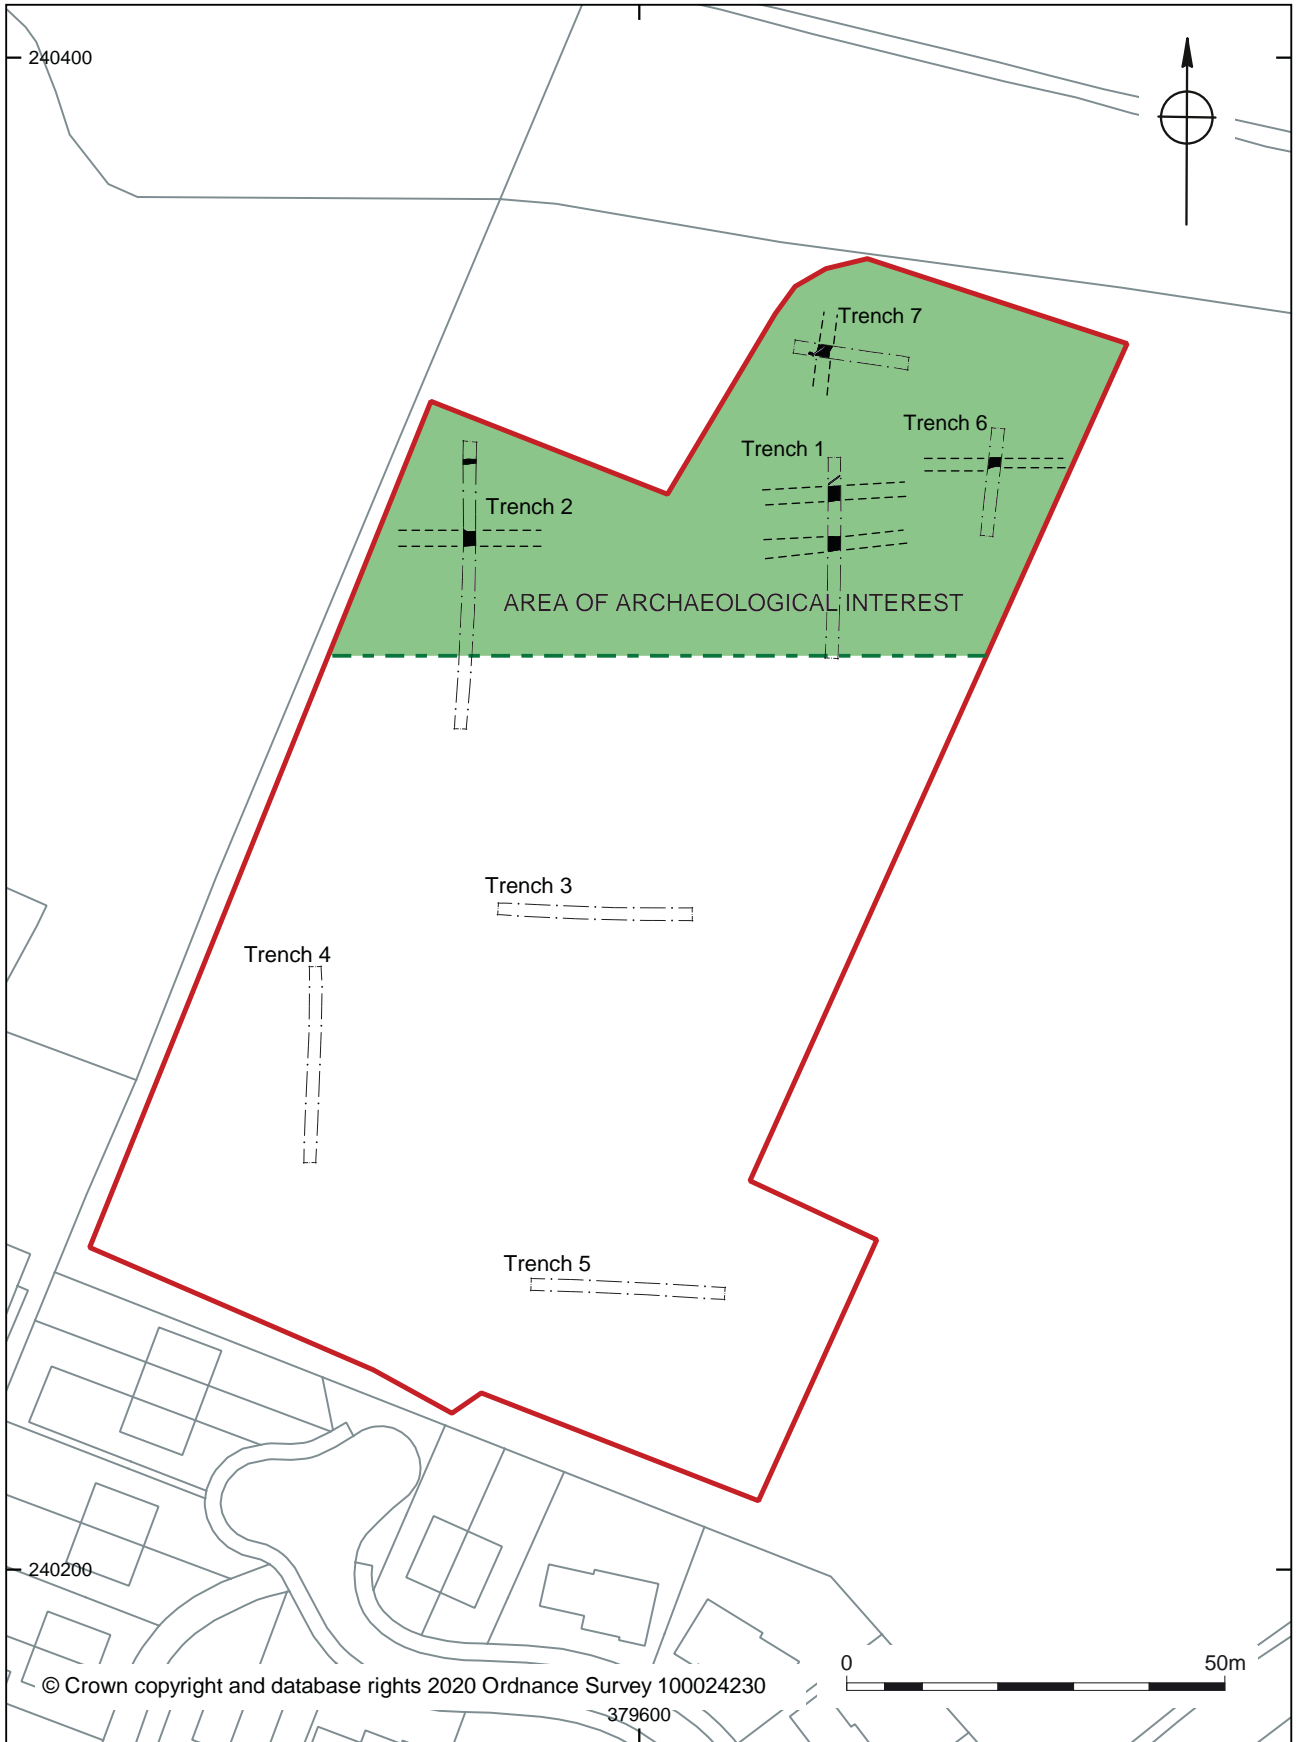 240400
Trench 7
Trench 6
Trench 1
Trench 2
AREA OF ARCHAEOLOGICAL INTEREST
Trench 3
Trench 4
Trench 5
240200
0 50m
© Crown copyright and database rights 2020 Ordnance Survey 100024230
379600